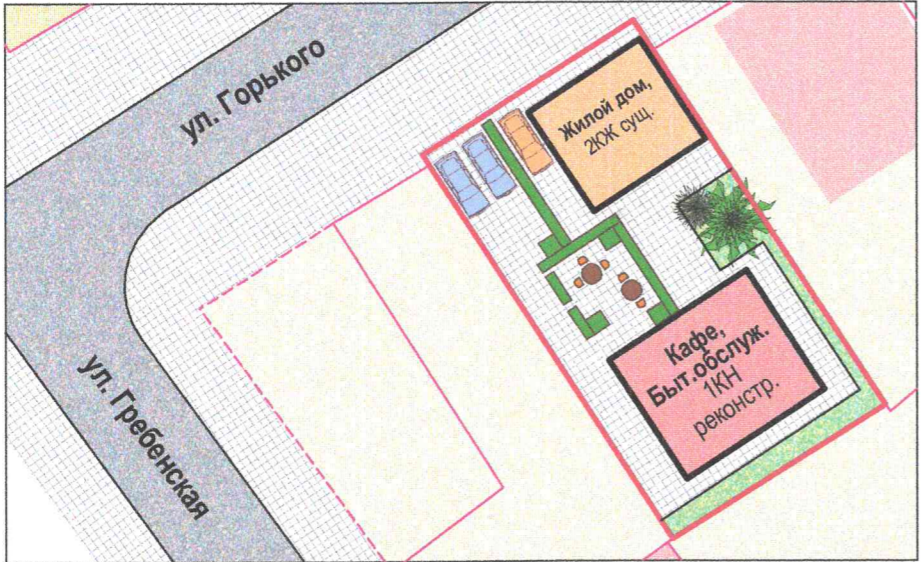 ул. Горького
Жилой дом,
2КЖ сущ.
Кафе,
Быт.обслуж.
1КН
реконстр.
ул. Гребенская